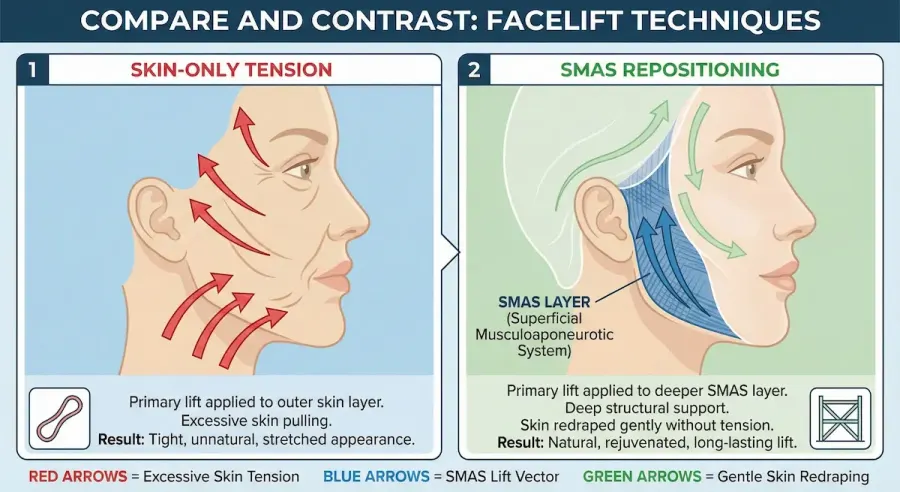 COMPARE AND CONTRAST: FACELIFT TECHNIQUES
1 SKIN-ONLY TENSION
Primary lift applied to outer skin layer.
Excessive skin pulling.
Result: Tight, unnatural, stretched appearance.
2 SMAS REPOSITIONING
SMAS LAYER
(Superficial
Musculoaponeurotic
System)
Primary lift applied to deeper SMAS layer.
Deep structural support.
Skin redraped gently without tension.
Result: Natural, rejuvenated, long-lasting lift.
RED ARROWS = Excessive Skin Tension BLUE ARROWS = SMAS Lift Vector GREEN ARROWS = Gentle Skin Redraping